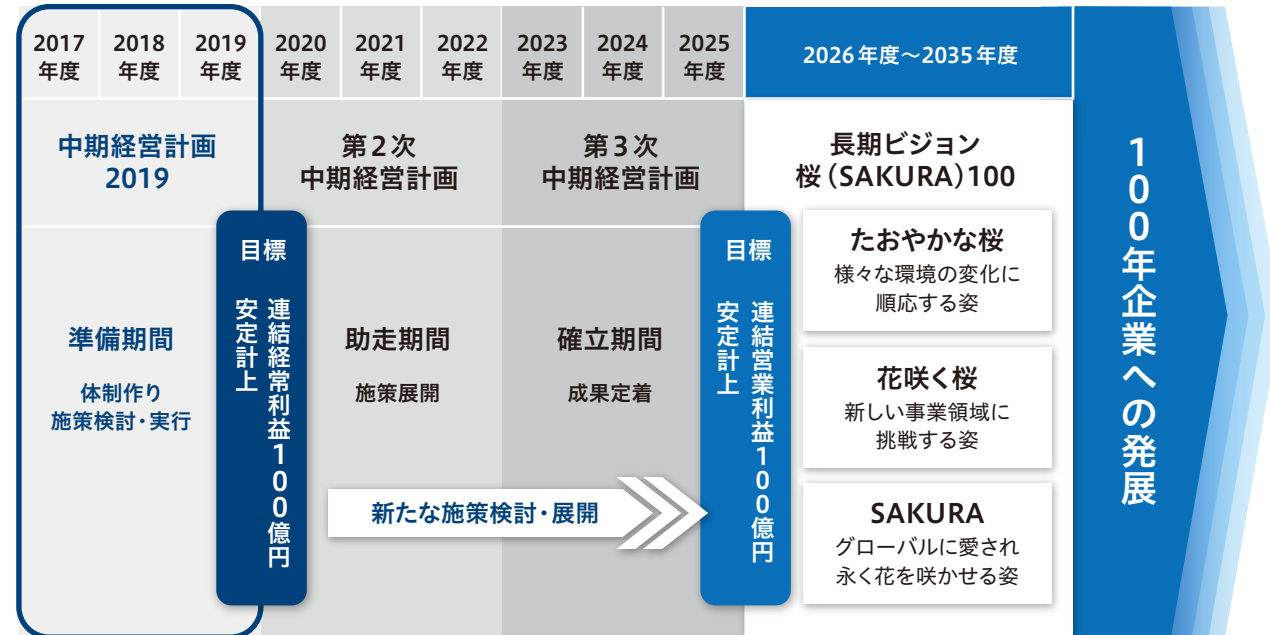 2017
年度
2018
年度
2019
年度
2020
年度
2021
年度
2022
年度
2023
年度
2024
年度
2025
年度
2026年度〜2035年度
中期経営計画
2019
第2次
中期経営計画
第3次
中期経営計画
長期ビジョン
桜(SAKURA)100
準備期間
体制作り
施策検討・実行
目標
連結経常利益100億円
安定計上
助走期間
施策展開
確立期間
成果定着
新たな施策検討・展開
目標
連結営業利益100億円
安定計上
たおやかな桜
様々な環境の変化に
順応する姿
花咲く桜
新しい事業領域に
挑戦する姿
SAKURA
グローバルに愛され
永く花を咲かせる姿
100年企業への発展